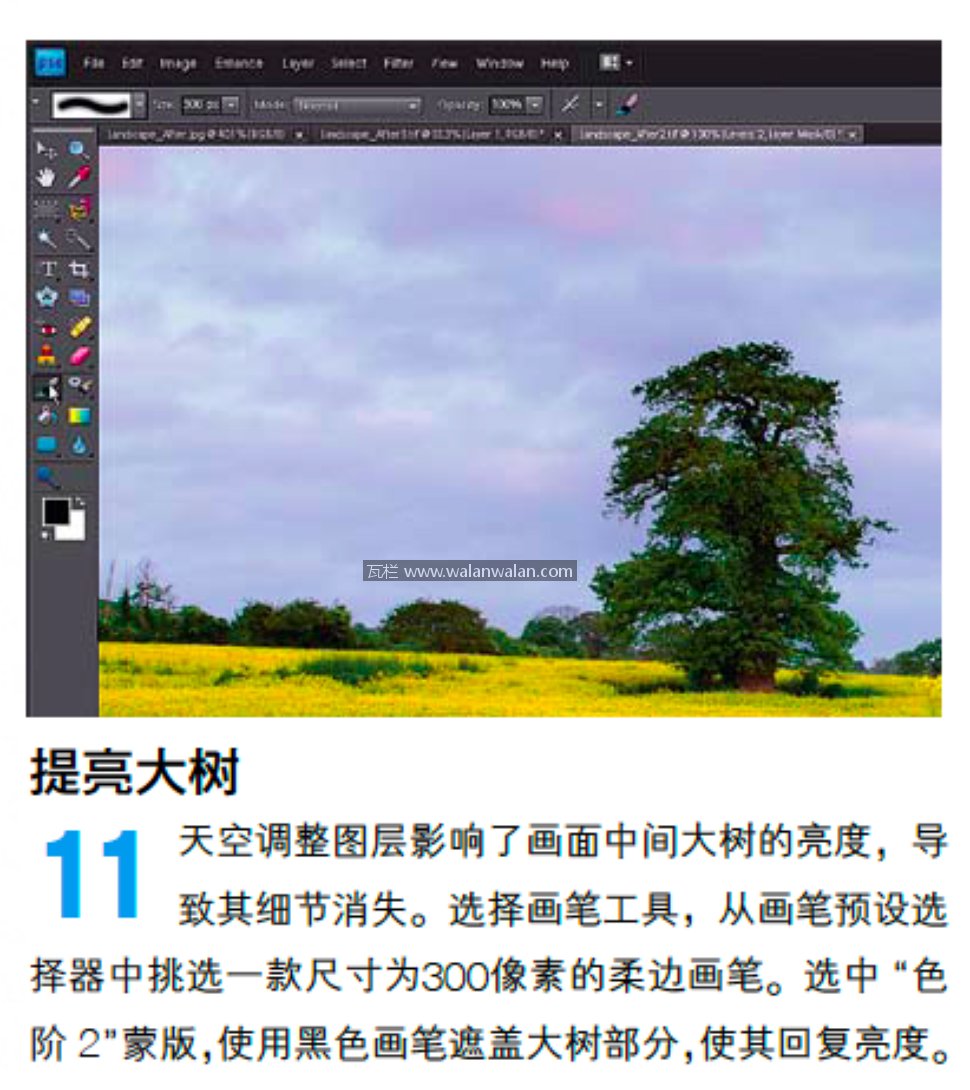 pse File Edit Image Enhance Layer Select Filter View Window Help
Size: 300 px Mode: Normal Opacity: 100%
Landscape_After.jpg @ 40.1% (RGB/8) Landscape_After1.tif @ 33.3% (Layer 1, RGB/8) * Landscape_After2.tif @ 100% (Levels 2, Layer Mask/8) *
T
瓦栏 www.walanwalan.com
提亮大树
11 天空调整图层影响了画面中间大树的亮度，导
致其细节消失。选择画笔工具，从画笔预设选
择器中挑选一款尺寸为300像素的柔边画笔。选中“色
阶 2”蒙版,使用黑色画笔遮盖大树部分,使其回复亮度。